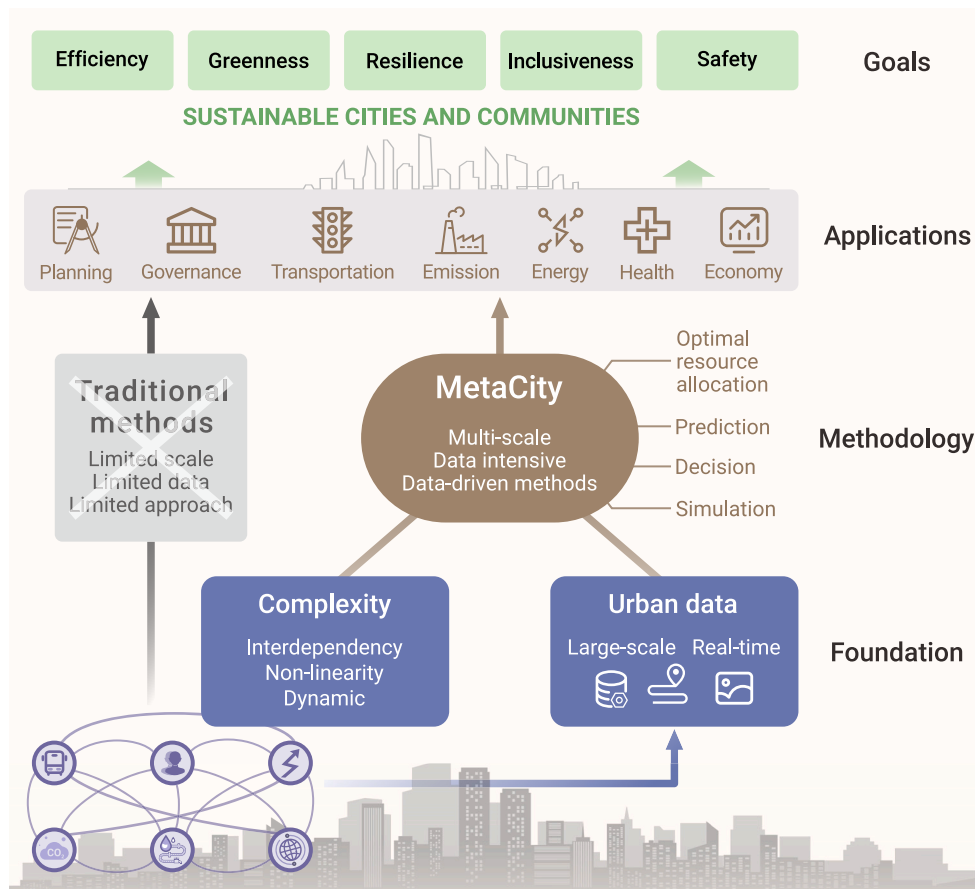 Efficiency
Greenness
Resilience
Inclusiveness
Safety
Goals
SUSTAINABLE CITIES AND COMMUNITIES
Planning
Governance
Transportation
Emission
Energy
Health
Economy
Applications
Traditional
methods
Limited scale
Limited data
Limited approach
MetaCity
Multi-scale
Data intensive
Data-driven methods
Optimal
resource
allocation
Prediction
Decision
Simulation
Methodology
Complexity
Interdependency
Non-linearity
Dynamic
Urban data
Large-scale
Real-time
Foundation
CO₂